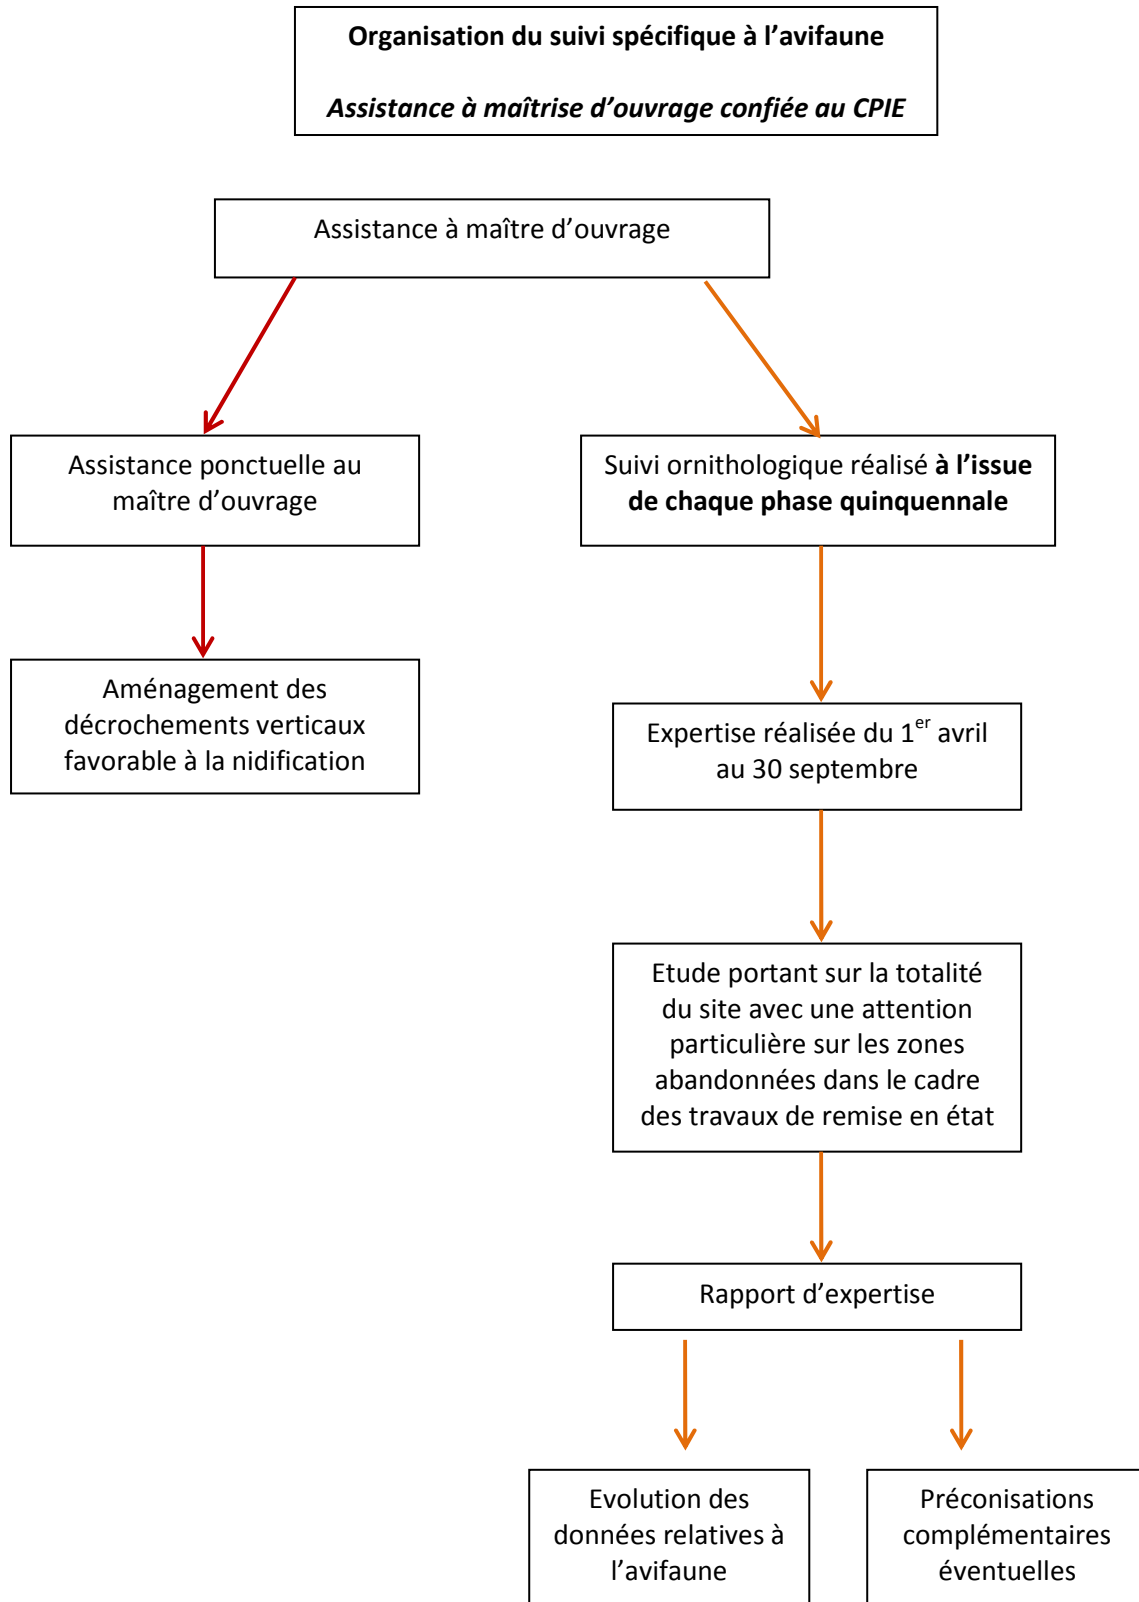 Organisation du suivi spécifique à l’avifaune
Assistance à maîtrise d’ouvrage confiée au CPIE
Assistance à maître d’ouvrage
Assistance ponctuelle au
maître d’ouvrage
Suivi ornithologique réalisé à l’issue
de chaque phase quinquennale
Aménagement des
décrochements verticaux
favorable à la nidification
Expertise réalisée du 1er avril
au 30 septembre
Etude portant sur la totalité
du site avec une attention
particulière sur les zones
abandonnées dans le cadre
des travaux de remise en état
Rapport d’expertise
Evolution des
données relatives à
l’avifaune
Préconisations
complémentaires
éventuelles